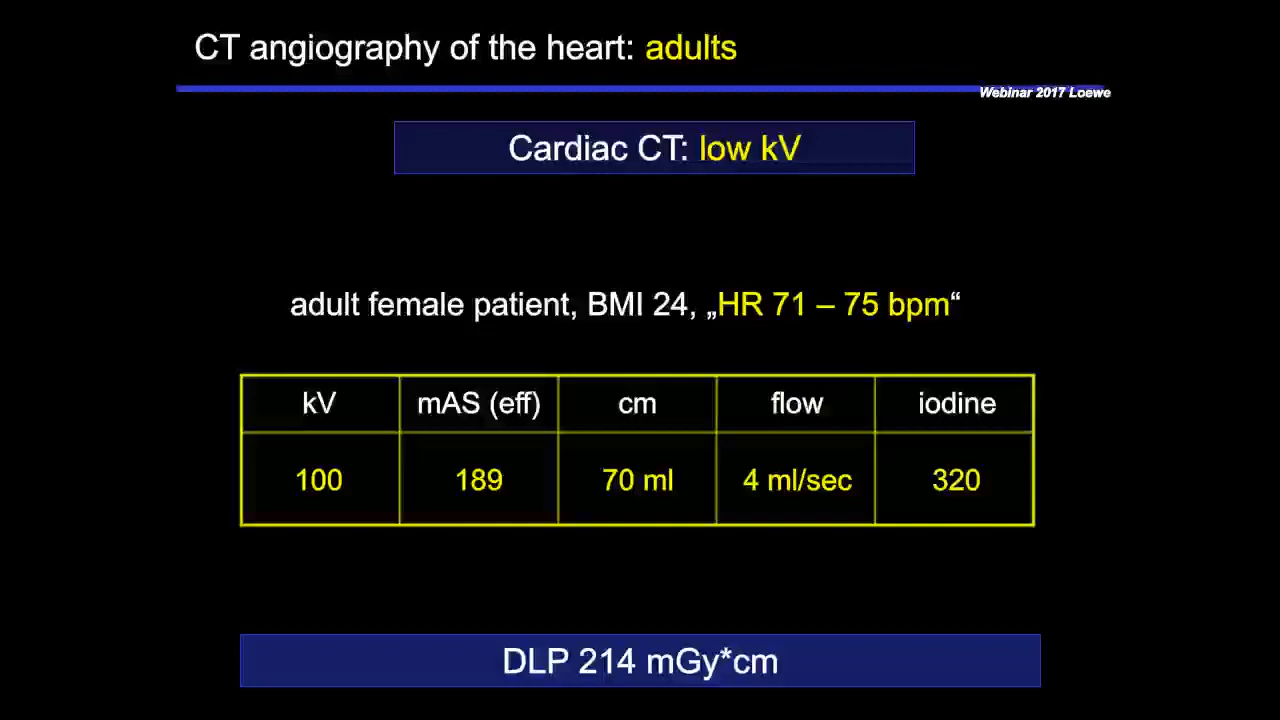 CT angiography of the heart: adults
Webinar 2017 Loewe
Cardiac CT: low kV
adult female patient, BMI 24, „HR 71 – 75 bpm“
kV mAS (eff) cm flow iodine
100 189 70 ml 4 ml/sec 320
DLP 214 mGy*cm